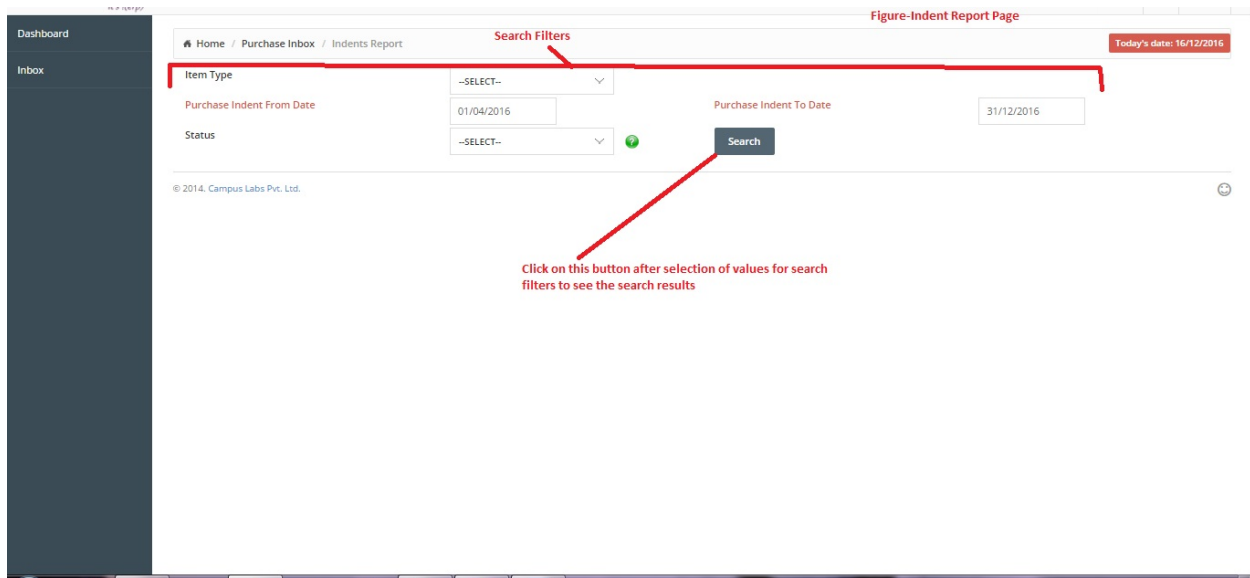 Figure-Indent Report Page
Dashboard
Home / Purchase Inbox / Indents Report
Search Filters
Today's date: 16/12/2016
Inbox
Item Type
--SELECT--
Purchase Indent From Date
01/04/2016
Purchase Indent To Date
31/12/2016
Status
--SELECT--
?
Search
© 2014. Campus Labs Pvt. Ltd.
Click on this button after selection of values for search
filters to see the search results